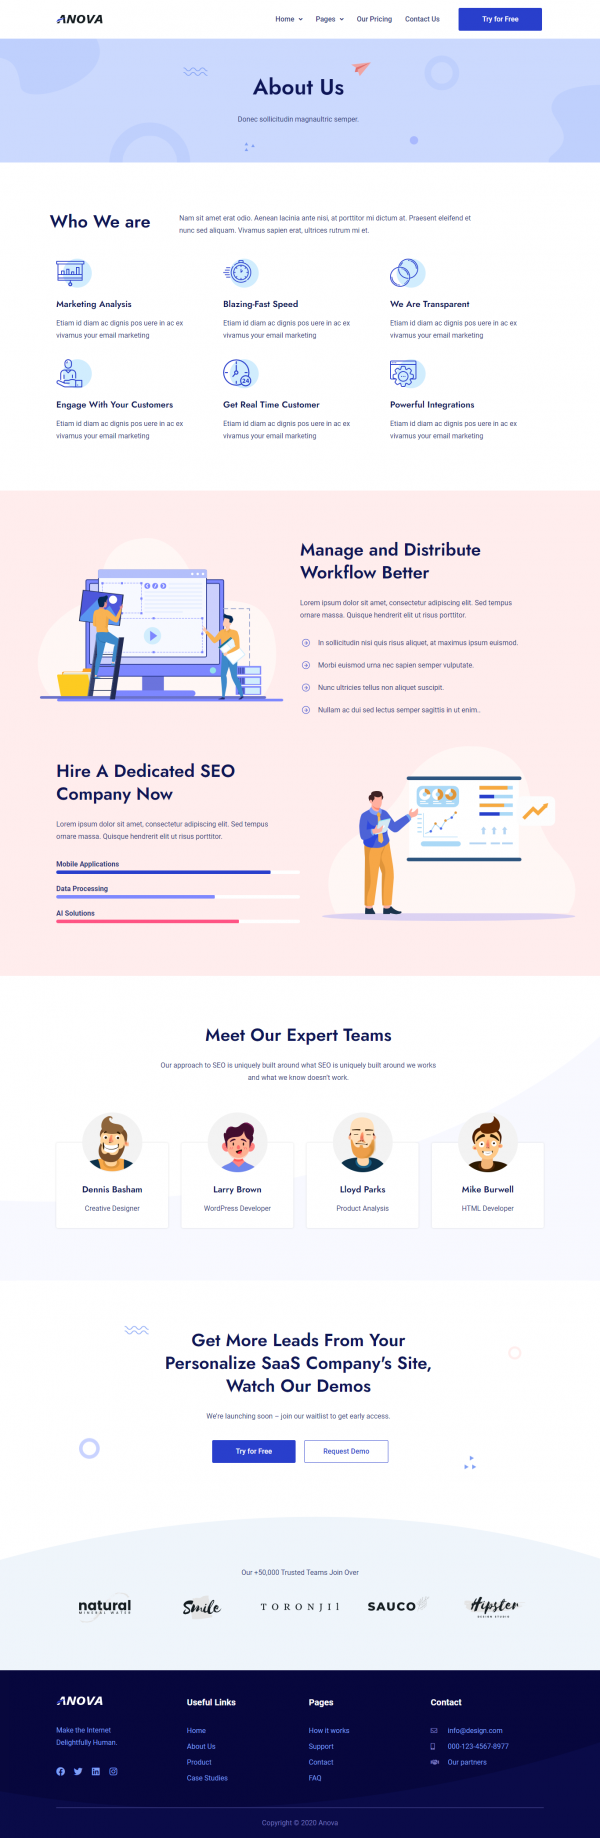 ANOVA
Home Pages Our Pricing Contact Us Try for Free
About Us
Donec sollicitudin magnaultric semper.
Who We are
Nam sit amet erat odio. Aenean lacinia ante nisi, at porttitor mi dictum at. Praesent eleifend et
nunc sed aliquam. Vivamus sapien erat, ultrices rutrum mi et.
Marketing Analysis
Etiam id diam ac dignis pos uere in ac ex
vivamus your email marketing
Blazing-Fast Speed
Etiam id diam ac dignis pos uere in ac ex
vivamus your email marketing
We Are Transparent
Etiam id diam ac dignis pos uere in ac ex
vivamus your email marketing
Engage With Your Customers
Etiam id diam ac dignis pos uere in ac ex
vivamus your email marketing
24
Get Real Time Customer
Etiam id diam ac dignis pos uere in ac ex
vivamus your email marketing
Powerful Integrations
Etiam id diam ac dignis pos uere in ac ex
vivamus your email marketing
Manage and Distribute
Workflow Better
Lorem ipsum dolor sit amet, consectetur adipiscing elit. Sed tempus
ornare massa. Quisque hendrerit elit ut risus porttitor.
In sollicitudin nisi quis risus aliquet, at maximus ipsum euismod.
Morbi euismod urna nec sapien semper vulputate.
Nunc ultricies tellus non aliquet suscipit.
Nullam ac dui sed lectus semper sagittis in ut enim..
Hire A Dedicated SEO
Company Now
Lorem ipsum dolor sit amet, consectetur adipiscing elit. Sed tempus
ornare massa. Quisque hendrerit elit ut risus porttitor.
Mobile Applications
Data Processing
AI Solutions
Meet Our Expert Teams
Our approach to SEO is uniquely built around what SEO is uniquely built around we works
and what we know doesn't work.
Dennis Basham
Creative Designer
Larry Brown
WordPress Developer
Lloyd Parks
Product Analysis
Mike Burwell
HTML Developer
Get More Leads From Your
Personalize SaaS Company's Site,
Watch Our Demos
We're launching soon – join our waitlist to get early access.
Try for Free Request Demo
Our +50,000 Trusted Teams Join Over
natural
MINERAL WATER
Smile
TORONJIL
SAUCO
Hipster
DESIGN STUDIO
ANOVA
Make the Internet
Delightfully Human.
Useful Links
Home
About Us
Product
Case Studies
Pages
How it works
Support
Contact
FAQ
Contact
info@design.com
000-123-4567-8977
Our partners
Copyright © 2020 Anova